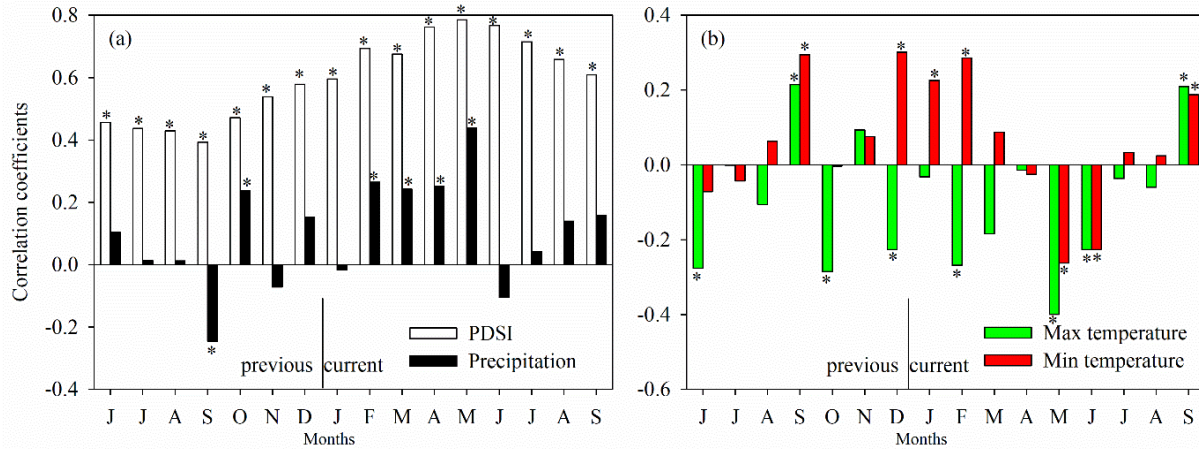 (a)
0.8
0.6
0.4
0.2
0.0
-0.2
-0.4
Correlation coefficients
* * * * * * * * * * * * * * *
* * * * * *
PDSI
Precipitation
previous current
J J A S O N D J F M A M J J A S
Months
(b)
0.4
0.2
0.0
-0.2
-0.4
-0.6
* * * * *
* * * * * * * * * *
Max temperature
Min temperature
previous current
J J A S O N D J F M A M J J A S
Months